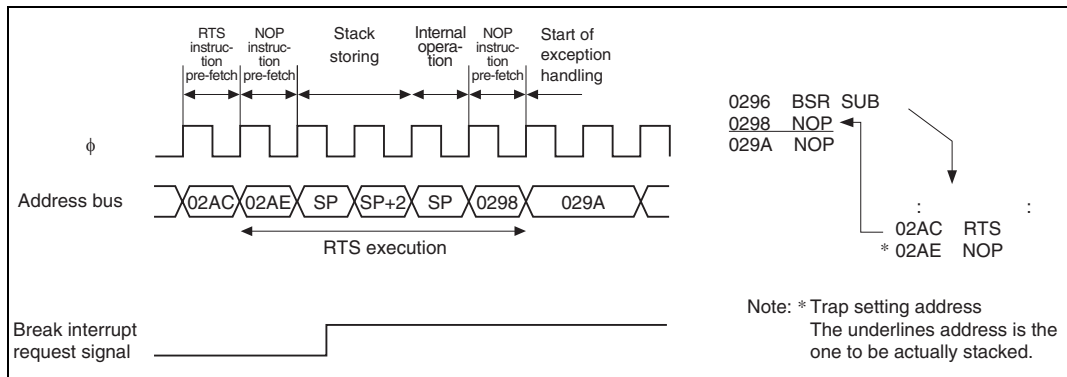 RTS
instruc-
tion
pre-fetch
NOP
instruc-
tion
pre-fetch
Stack
storing
Internal
opera-
tion
NOP
instruc-
tion
pre-fetch
Start of
exception
handling
ϕ
Address bus
02AC 02AE SP SP+2 SP 0298 029A
RTS execution
Break interrupt
request signal
0296 BSR SUB
0298 NOP
029A NOP
: :
02AC RTS
* 02AE NOP
Note: * Trap setting address
The underlines address is the
one to be actually stacked.